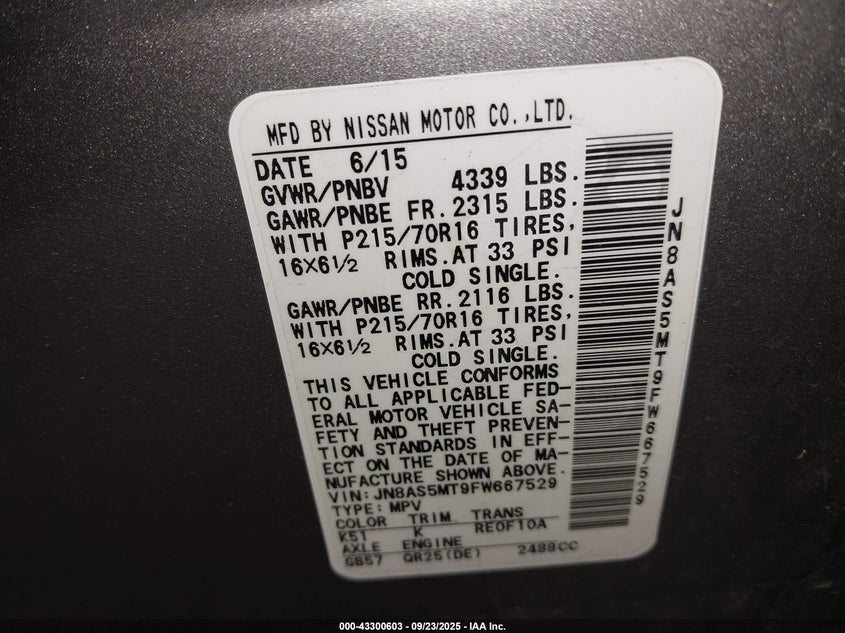 MFD BY NISSAN MOTOR CO.,LTD.
DATE 6/15
GVWR/PNBV 4339 LBS.
GAWR/PNBE FR.2315 LBS.
WITH P215/70R16 TIRES,
16X6½ RIMS.AT 33 PSI
COLD SINGLE.
GAWR/PNBE RR.2116 LBS.
WITH P215/70R16 TIRES,
16X6½ RIMS.AT 33 PSI
COLD SINGLE.
THIS VEHICLE CONFORMS
TO ALL APPLICABLE FED-
ERAL MOTOR VEHICLE SA-
FETY AND THEFT PREVEN-
TION STANDARDS IN EFF-
ECT ON THE DATE OF MA-
NUFACTURE SHOWN ABOVE.
VIN:JN8AS5MT9FW667529
TYPE:MPV
COLOR TRIM TRANS
K51 K RE0F10A
AXLE ENGINE
GB57 QR25(DE) 2488CC
JN8AS5MT9FW667529
000-43300603 - 09/23/2025 - IAA Inc.